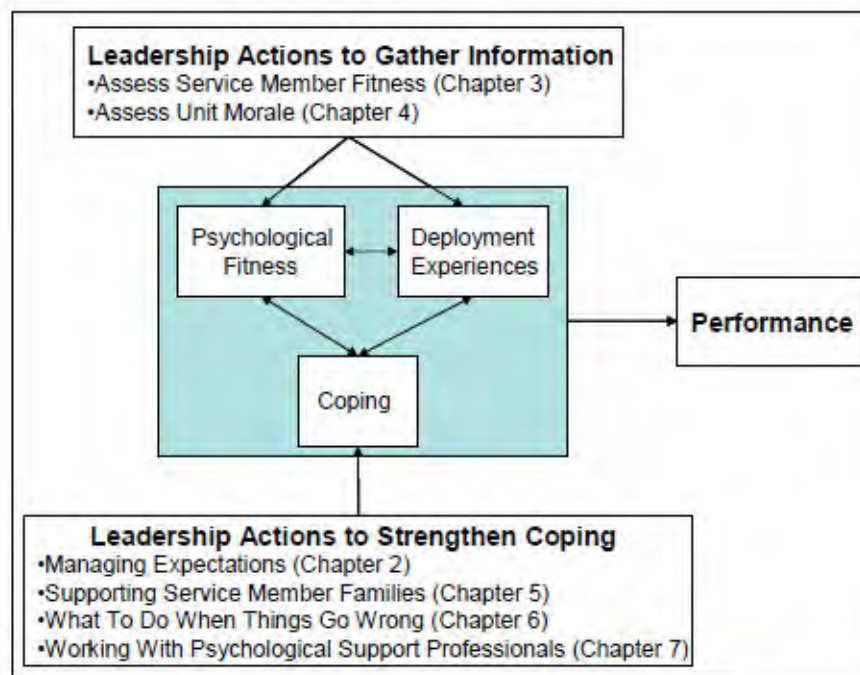 Leadership Actions to Gather Information
•Assess Service Member Fitness (Chapter 3)
•Assess Unit Morale (Chapter 4)
Psychological
Fitness
Deployment
Experiences
Coping
Performance
Leadership Actions to Strengthen Coping
•Managing Expectations (Chapter 2)
•Supporting Service Member Families (Chapter 5)
•What To Do When Things Go Wrong (Chapter 6)
•Working With Psychological Support Professionals (Chapter 7)